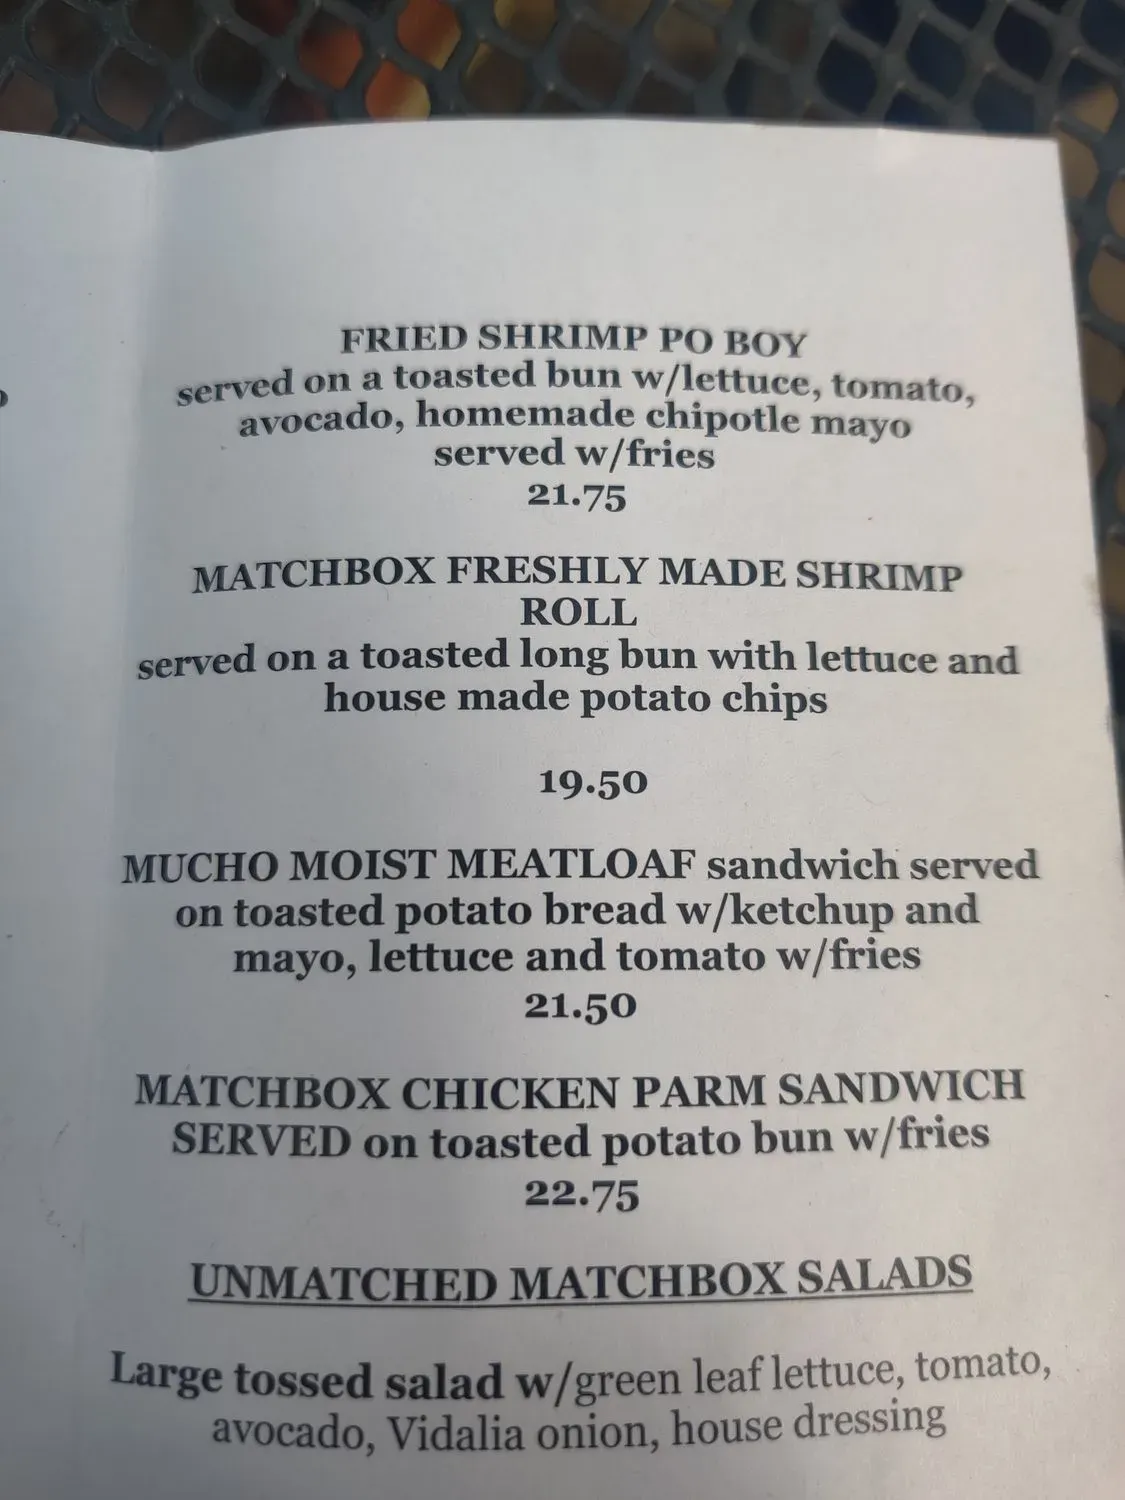 FRIED SHRIMP PO BOY
served on a toasted bun w/lettuce, tomato,
avocado, homemade chipotle mayo
served w/fries
21.75
MATCHBOX FRESHLY MADE SHRIMP
ROLL
served on a toasted long bun with lettuce and
house made potato chips
19.50
MUCHO MOIST MEATLOAF sandwich served
on toasted potato bread w/ketchup and
mayo, lettuce and tomato w/fries
21.50
MATCHBOX CHICKEN PARM SANDWICH
SERVED on toasted potato bun w/fries
22.75
UNMATCHED MATCHBOX SALADS
Large tossed salad w/green leaf lettuce, tomato,
avocado, Vidalia onion, house dressing